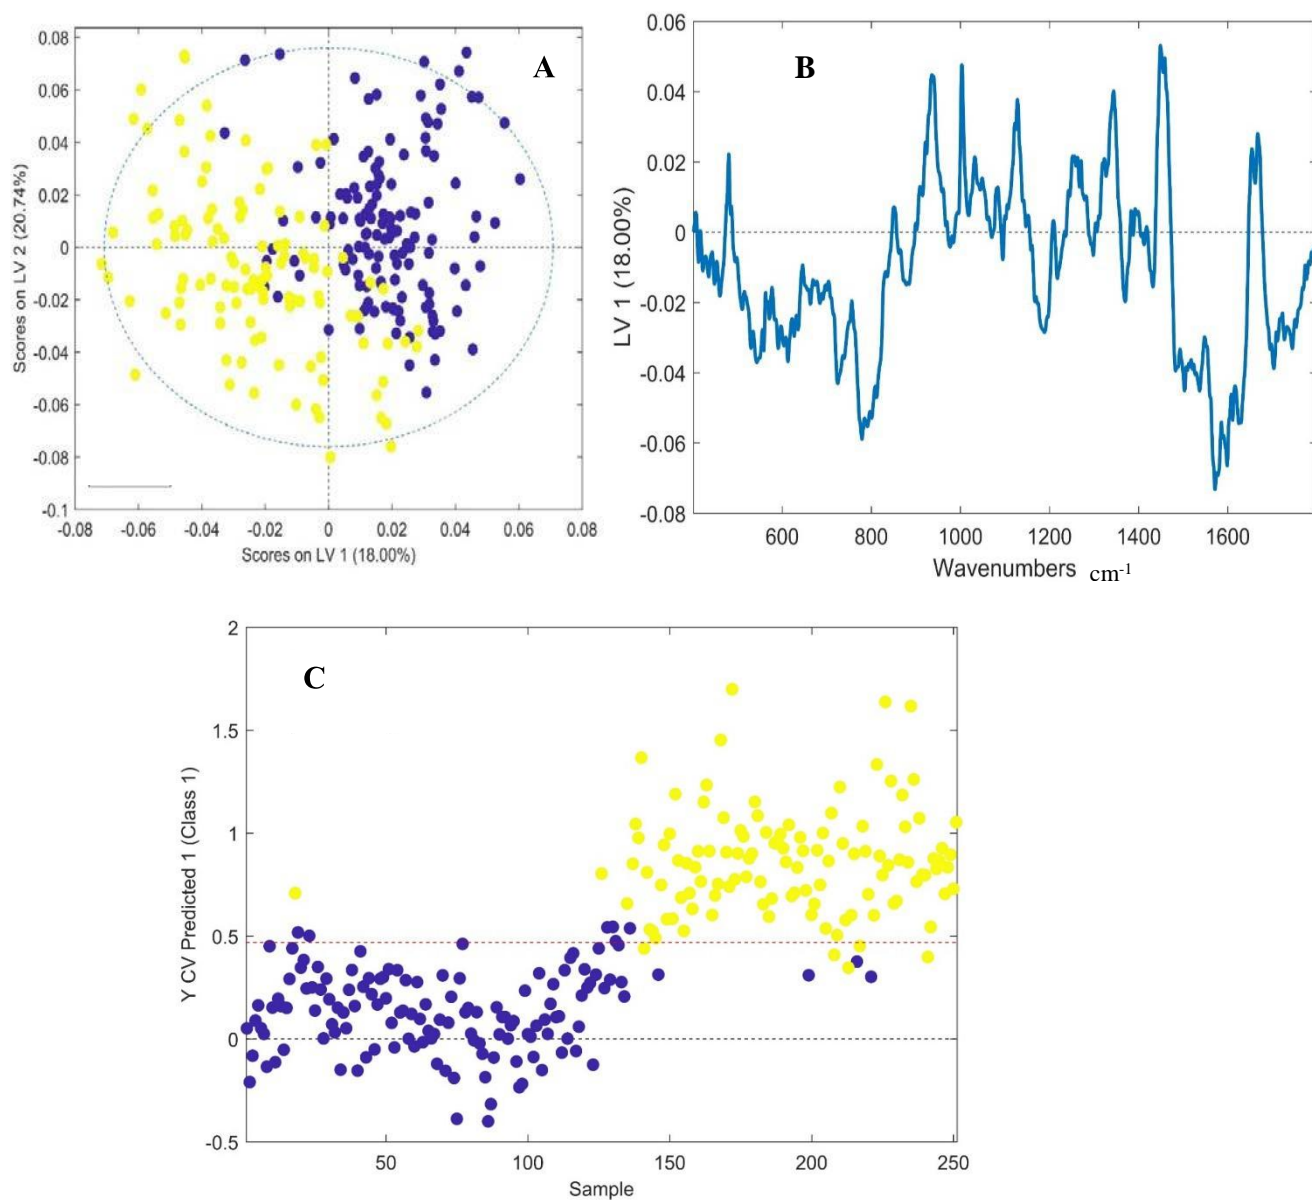 A
0.08
0.06
0.04
0.02
0
-0.02
-0.04
-0.06
-0.08
-0.1
Scores on LV 2 (20.74%)
-0.08 -0.06 -0.04 -0.02 0 0.02 0.04 0.06 0.08
Scores on LV 1 (18.00%)
B
0.06
0.04
0.02
0
-0.02
-0.04
-0.06
-0.08
LV 1 (18.00%)
600 800 1000 1200 1400 1600
Wavenumbers cm-1
C
2
1.5
1
0.5
0
-0.5
Y CV Predicted 1 (Class 1)
50 100 150 200 250
Sample